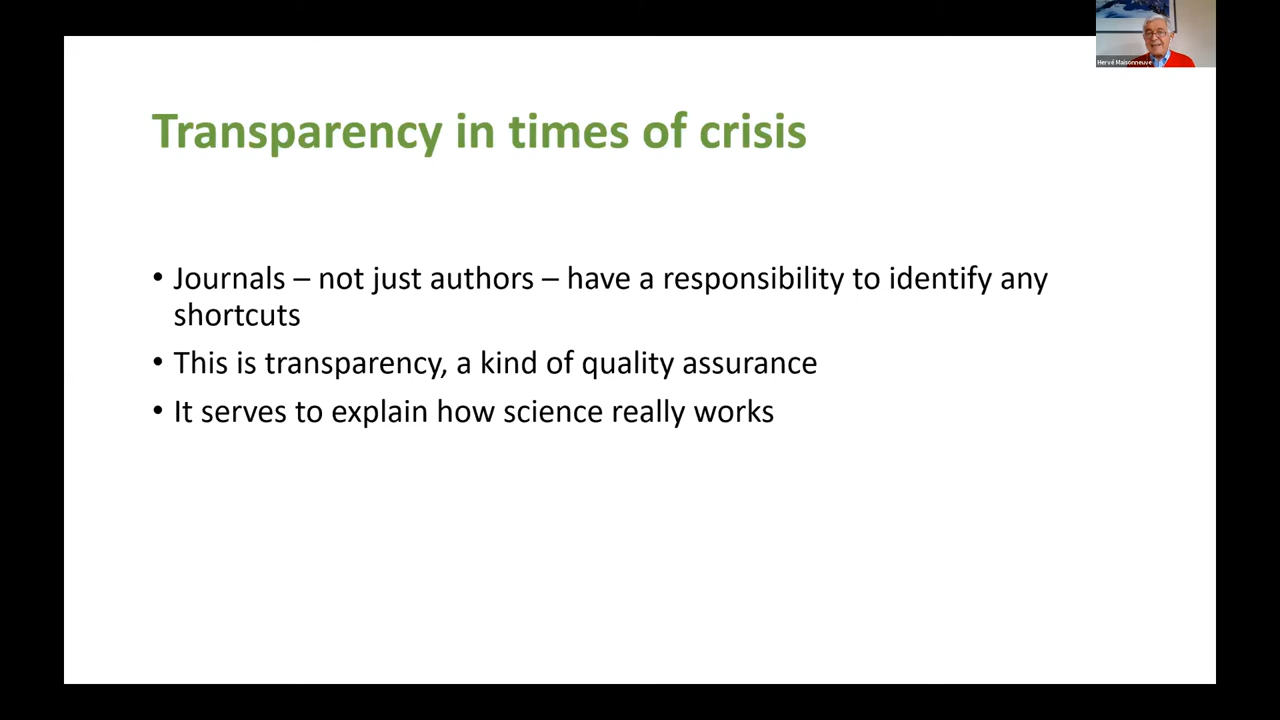 Hervé Maisonneuve
Transparency in times of crisis
• Journals – not just authors – have a responsibility to identify any
shortcuts
• This is transparency, a kind of quality assurance
• It serves to explain how science really works